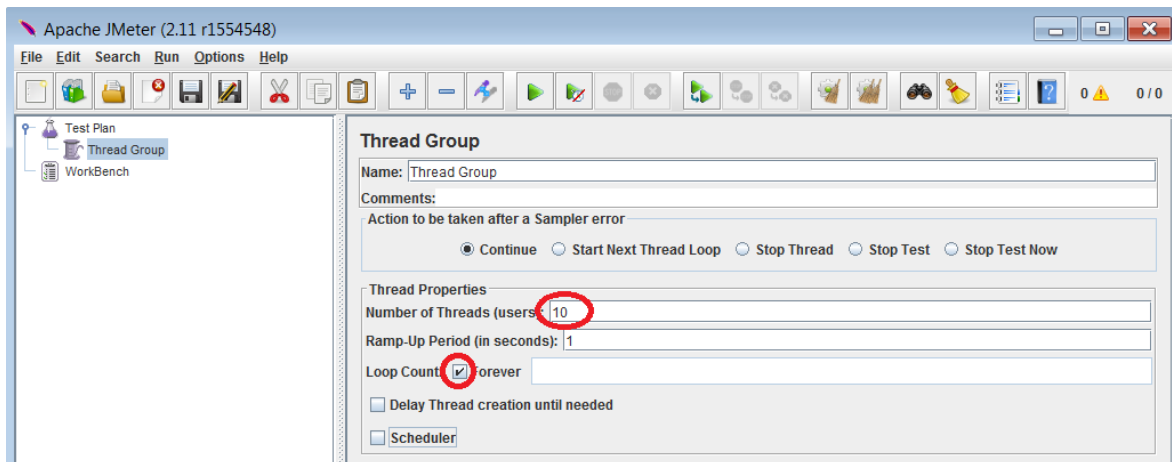 Apache JMeter (2.11 r1554548)
File Edit Search Run Options Help
0 0 / 0
Test Plan
Thread Group
WorkBench
Thread Group
Name: Thread Group
Comments:
Action to be taken after a Sampler error
Continue Start Next Thread Loop Stop Thread Stop Test Stop Test Now
Thread Properties
Number of Threads (users): 10
Ramp-Up Period (in seconds): 1
Loop Count: Forever
Delay Thread creation until needed
Scheduler